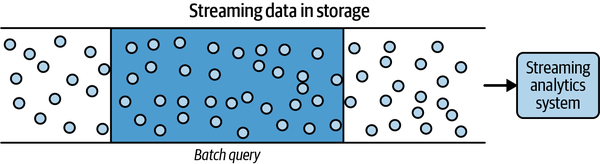 Streaming data in storage
Streaming
analytics
system
Batch query